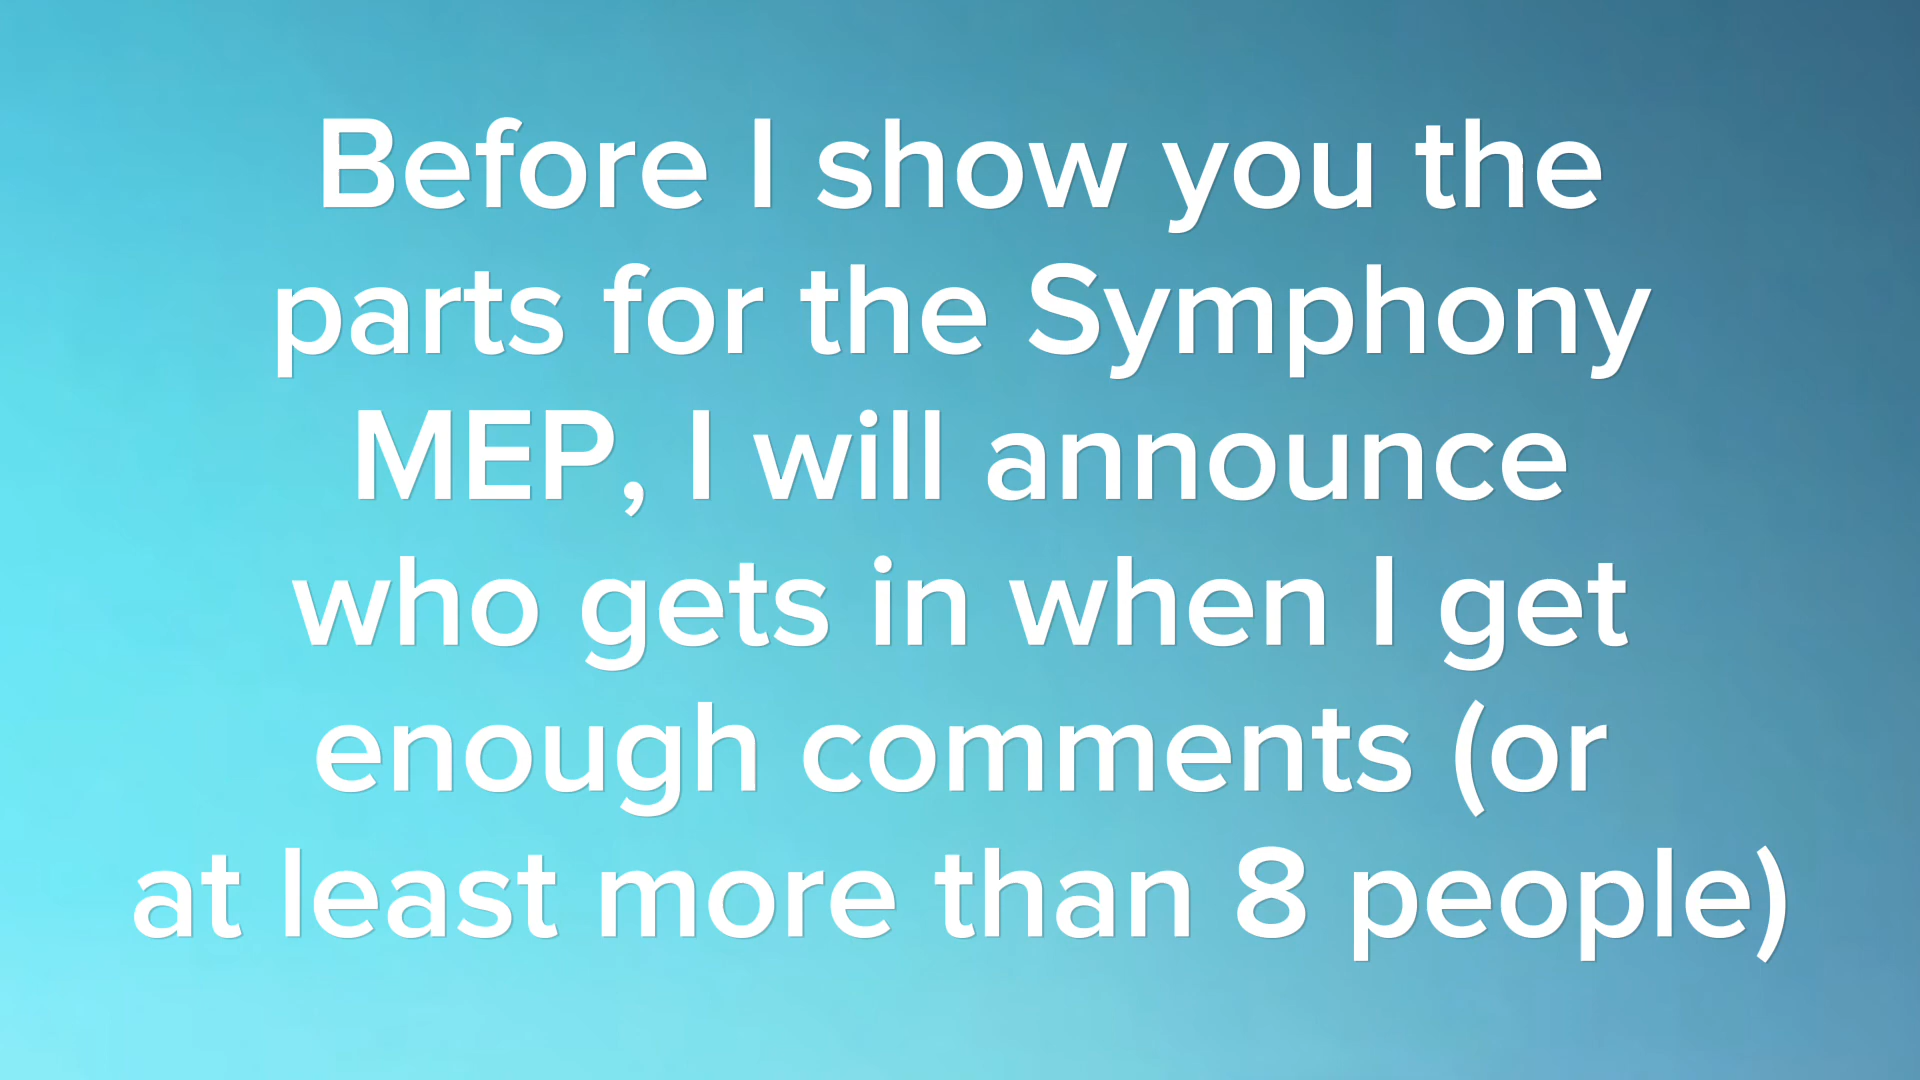 Before I show you the
parts for the Symphony
MEP, I will announce
who gets in when I get
enough comments (or
at least more than 8 people)